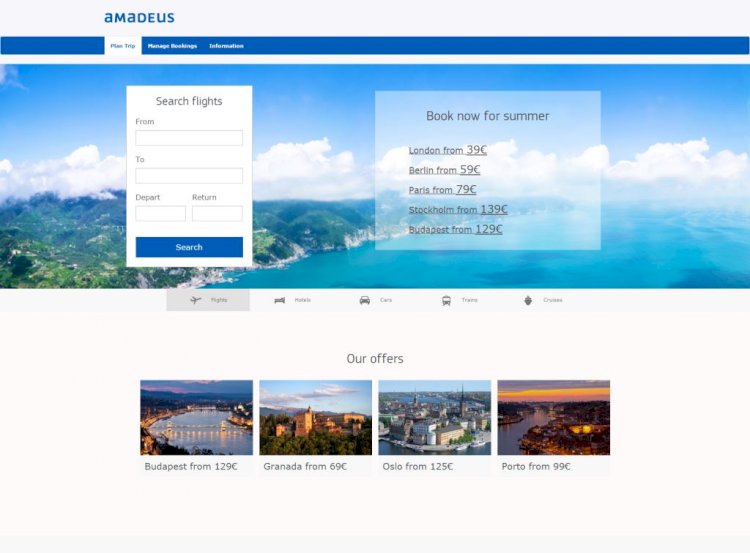 amadeus
Plan Trip Manage Bookings Information
Search flights
From
To
Depart Return
Search
Book now for summer
London from 39€
Berlin from 59€
Paris from 79€
Stockholm from 139€
Budapest from 129€
Flights Hotels Cars Trains Cruises
Our offers
Budapest from 129€ Granada from 69€ Oslo from 125€ Porto from 99€